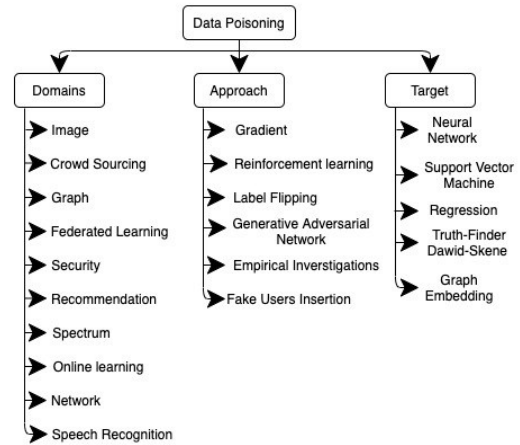 Data Poisoning
Domains
Image
Crowd Sourcing
Graph
Federated Learning
Security
Recommendation
Spectrum
Online learning
Network
Speech Recognition
Approach
Gradient
Reinforcement learning
Label Flipping
Generative Adversarial
Network
Empirical Inverstigations
Fake Users Insertion
Target
Neural
Network
Support Vector
Machine
Regression
Truth-Finder
Dawid-Skene
Graph
Embedding